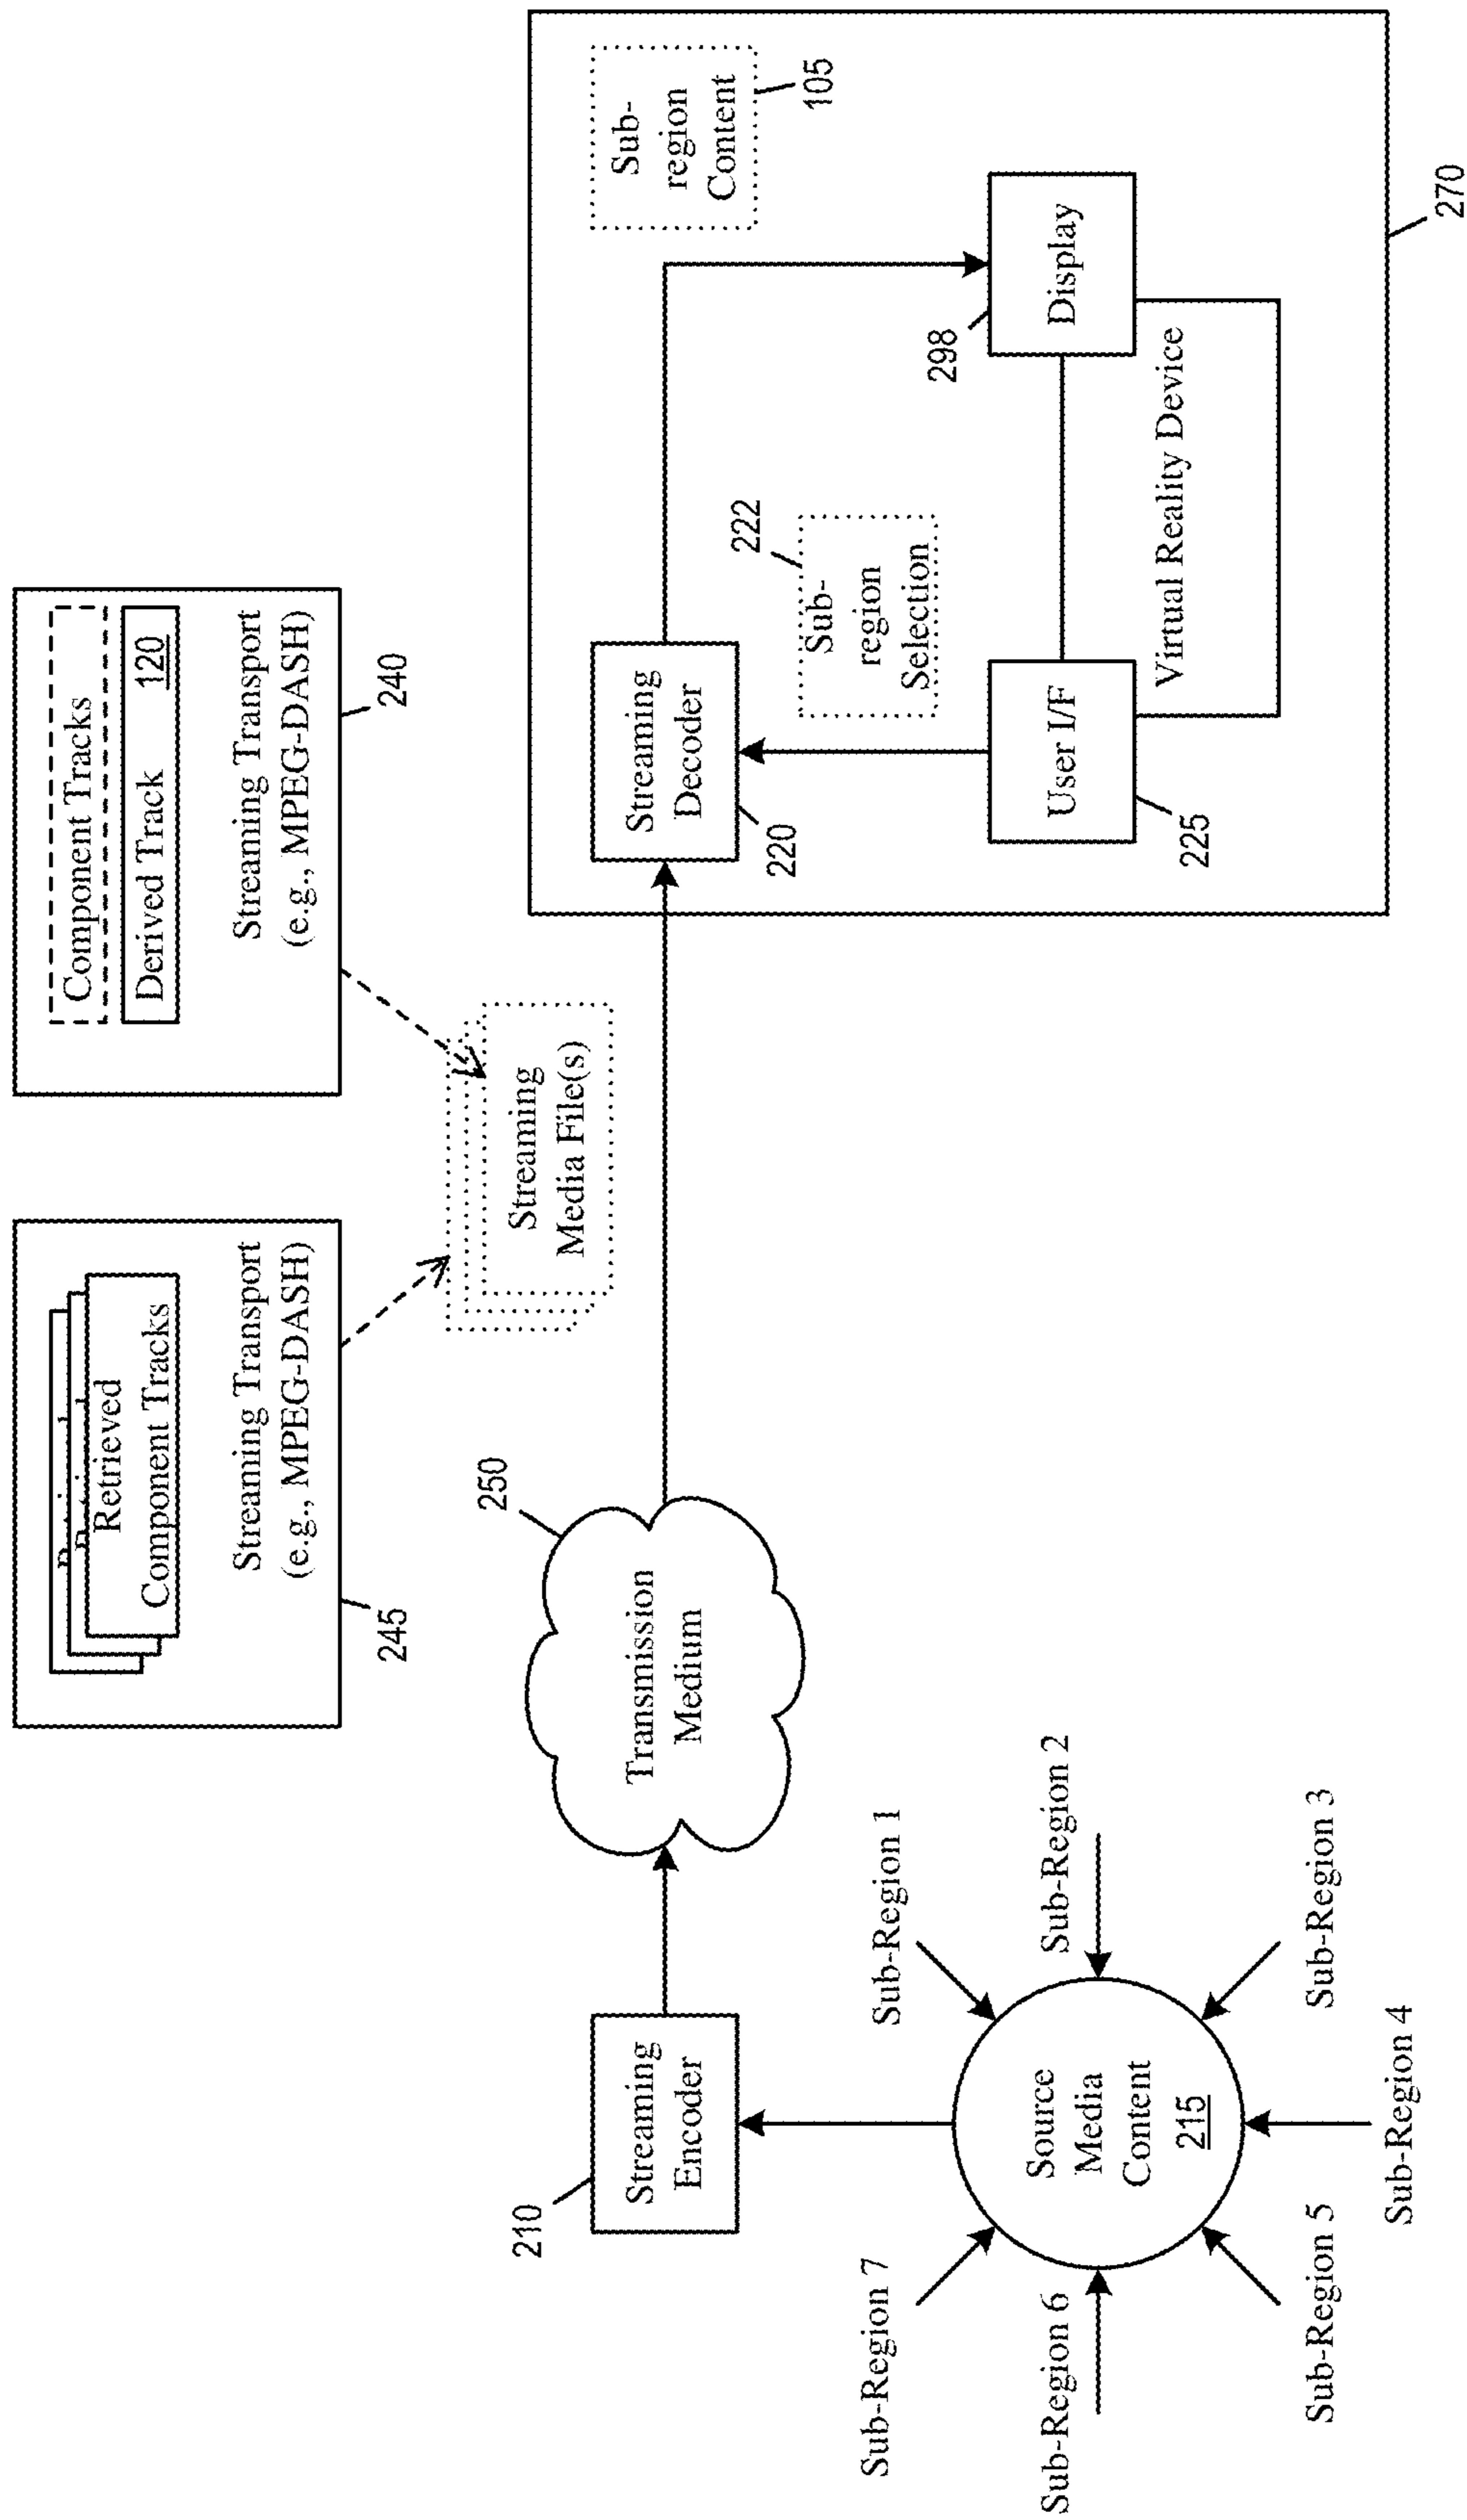 Retrieved
Component Tracks
Streaming Transport
(e.g., MPEG-DASH)
245
Component Tracks
Derived Track 120
Streaming Transport
(e.g., MPEG-DASH)
240
Streaming
Media File(s)
210
Streaming
Encoder
250
Transmission
Medium
Streaming
Decoder
220
Sub-
region
Content
105
222
Sub-
region
Selection
298
Display
User I/F
225
Virtual Reality Device
270
Sub-Region 7
Sub-Region 1
Sub-Region 6
Source
Media
Content
215
Sub-Region 2
Sub-Region 5
Sub-Region 3
Sub-Region 4